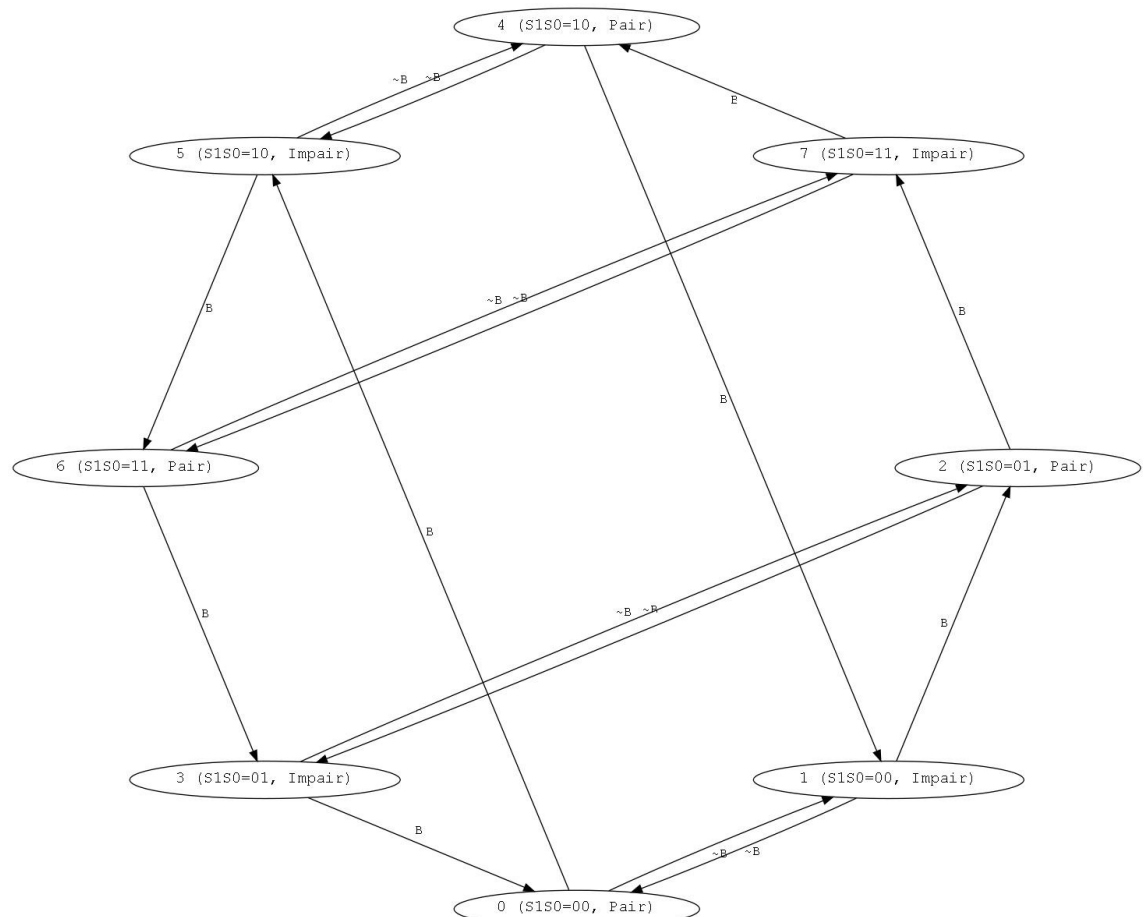 4 (S1S0=10, Pair)
~B ~B
B
5 (S1S0=10, Impair)
7 (S1S0=11, Impair)
~B ~B
B
B
B
6 (S1S0=11, Pair)
2 (S1S0=01, Pair)
B
~B ~B
B
B
3 (S1S0=01, Impair)
1 (S1S0=00, Impair)
B
~B ~B
0 (S1S0=00, Pair)